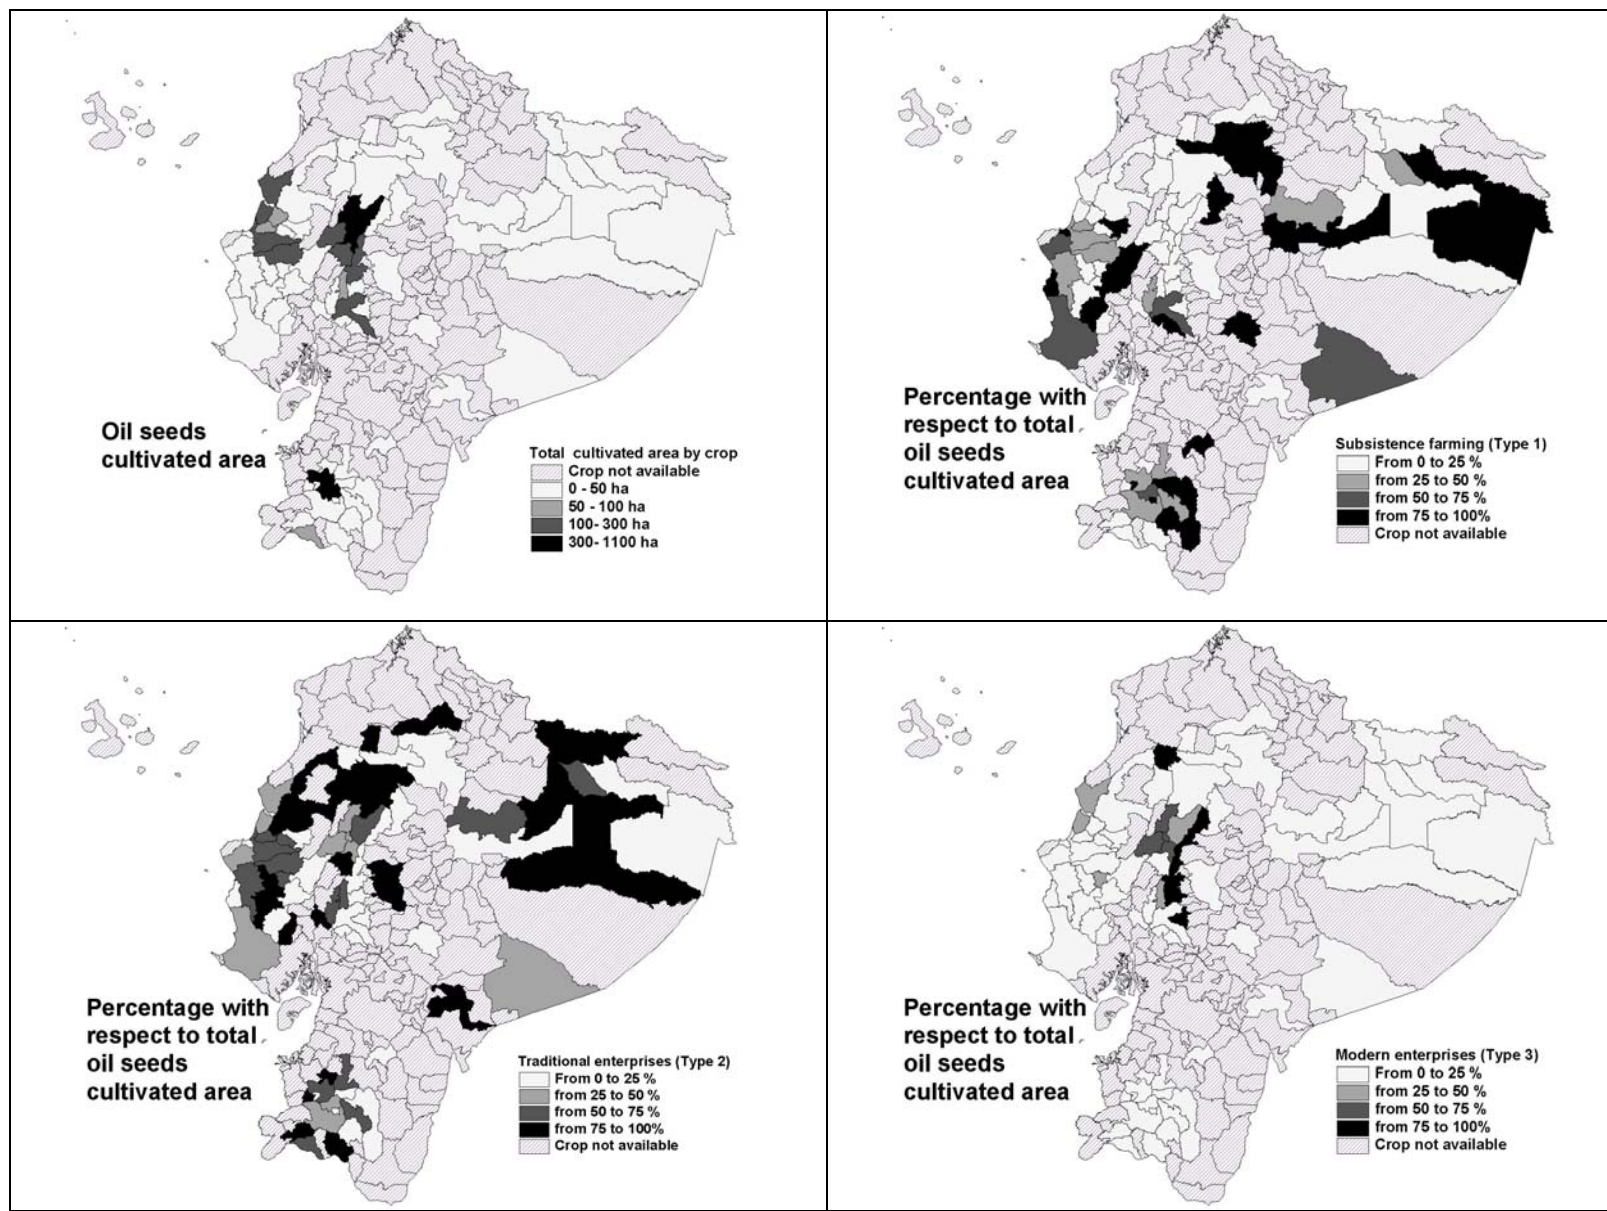 Oil seeds
cultivated area
Total cultivated area by crop
Crop not available
0 - 50 ha
50 - 100 ha
100- 300 ha
300- 1100 ha
Percentage with
respect to total
oil seeds
cultivated area
Subsistence farming (Type 1)
From 0 to 25 %
from 25 to 50 %
from 50 to 75 %
from 75 to 100%
Crop not available
Percentage with
respect to total
oil seeds
cultivated area
Traditional enterprises (Type 2)
From 0 to 25 %
from 25 to 50 %
from 50 to 75 %
from 75 to 100%
Crop not available
Percentage with
respect to total
oil seeds
cultivated area
Modern enterprises (Type 3)
From 0 to 25 %
from 25 to 50 %
from 50 to 75 %
from 75 to 100%
Crop not available